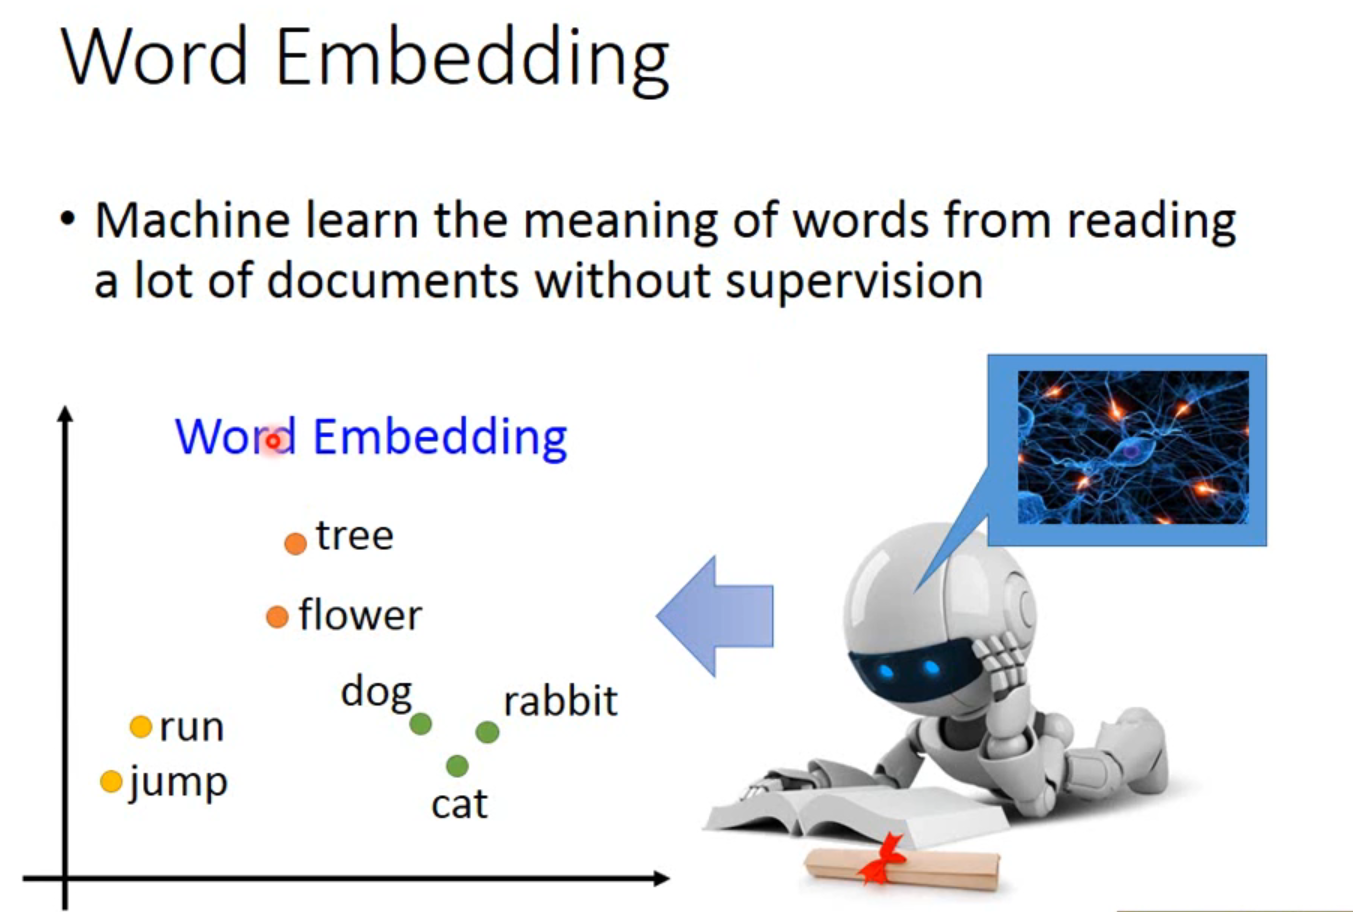 Word Embedding
• Machine learn the meaning of words from reading
a lot of documents without supervision
Word Embedding
tree
flower
dog
rabbit
run
jump
cat